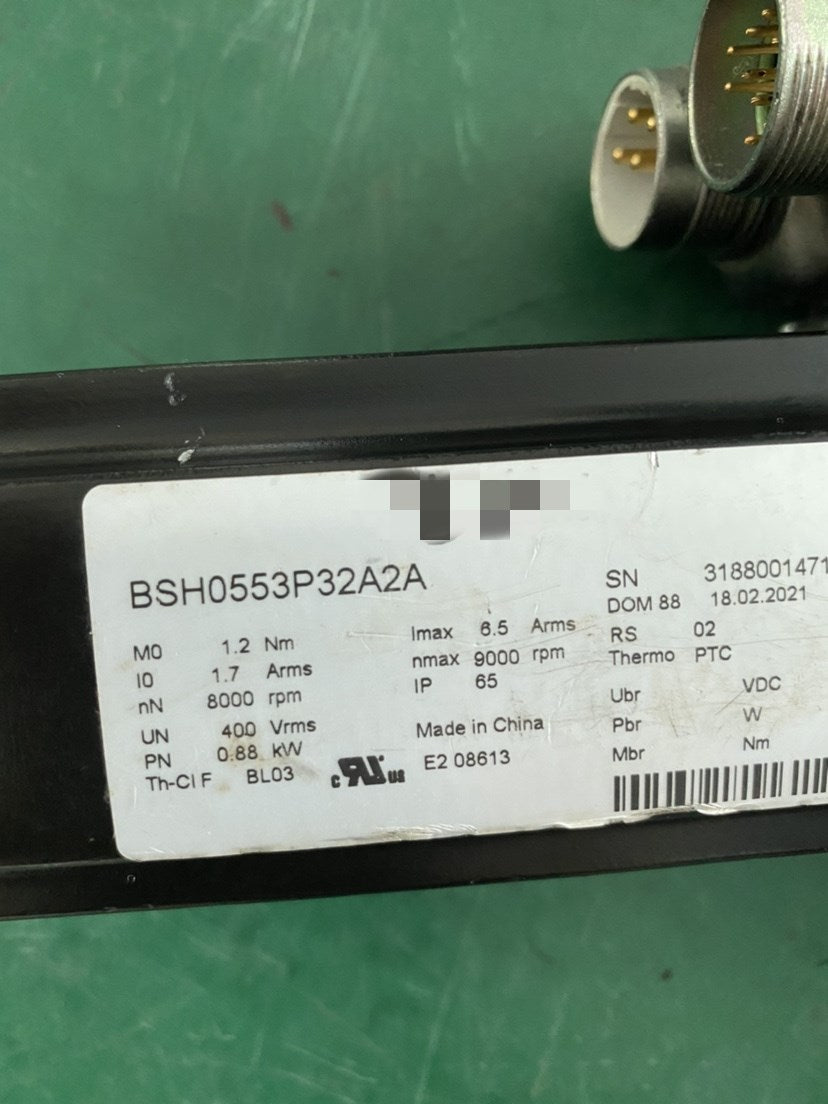 BSH0553P32A2A
SN 3188001471
DOM 88 18.02.2021
M0 1.2 Nm
I0 1.7 Arms
nN 8000 rpm
UN 400 Vrms
PN 0.88 kW
Th-Cl F BL03
Imax 6.5 Arms
nmax 9000 rpm
IP 65
Made in China
c RU US
E2 08613
RS 02
Thermo PTC
Ubr VDC
Pbr W
Mbr Nm